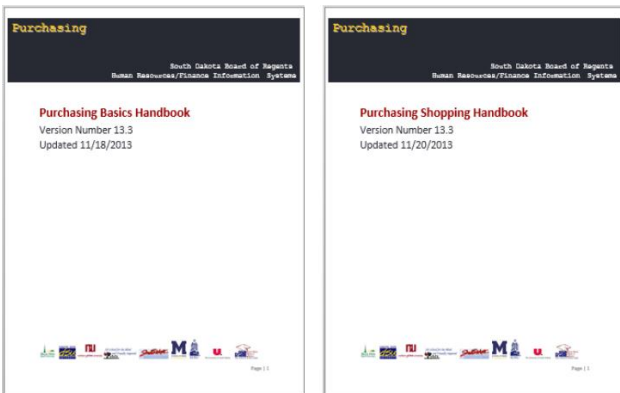 Purchasing
South Dakota Board of Regents
Human Resources/Finance Information Systems
Purchasing Basics Handbook
Version Number 13.3
Updated 11/18/2013
M
Page | 1
Purchasing
South Dakota Board of Regents
Human Resources/Finance Information Systems
Purchasing Shopping Handbook
Version Number 13.3
Updated 11/20/2013
M
Page | 1